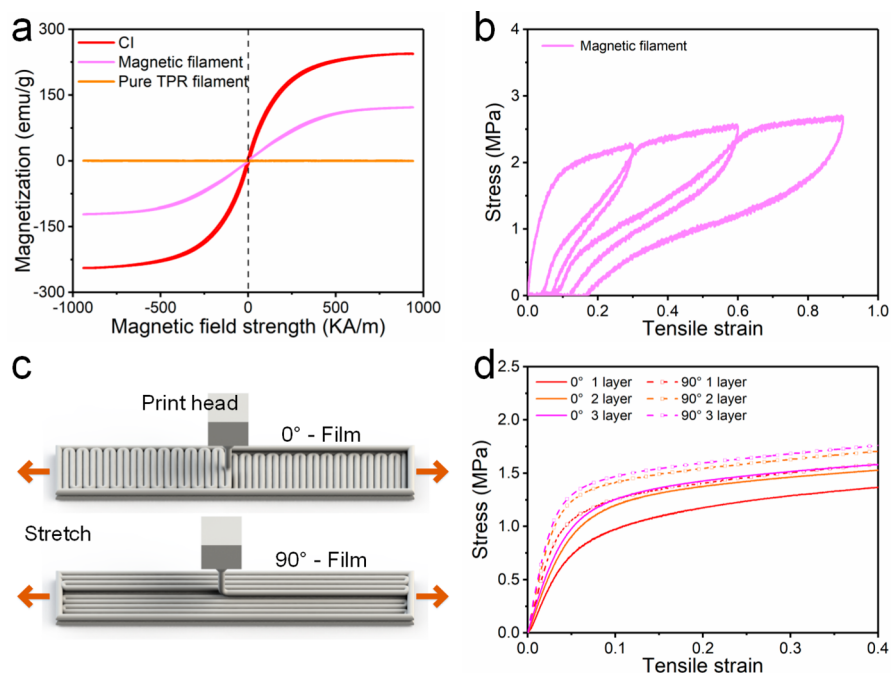 a
CI
Magnetic filament
Pure TPR filament
Magnetization (emu/g)
300
150
0
-150
-300
-1000
-500
0
500
1000
Magnetic field strength (KA/m)
b
Magnetic filament
Stress (MPa)
4
3
2
1
0
0.0
0.2
0.4
0.6
0.8
1.0
Tensile strain
c
Print head
0° - Film
Stretch
90° - Film
d
0° 1 layer
0° 2 layer
0° 3 layer
90° 1 layer
90° 2 layer
90° 3 layer
Stress (MPa)
2.5
2.0
1.5
1.0
0.5
0.0
0.0
0.1
0.2
0.3
0.4
Tensile strain